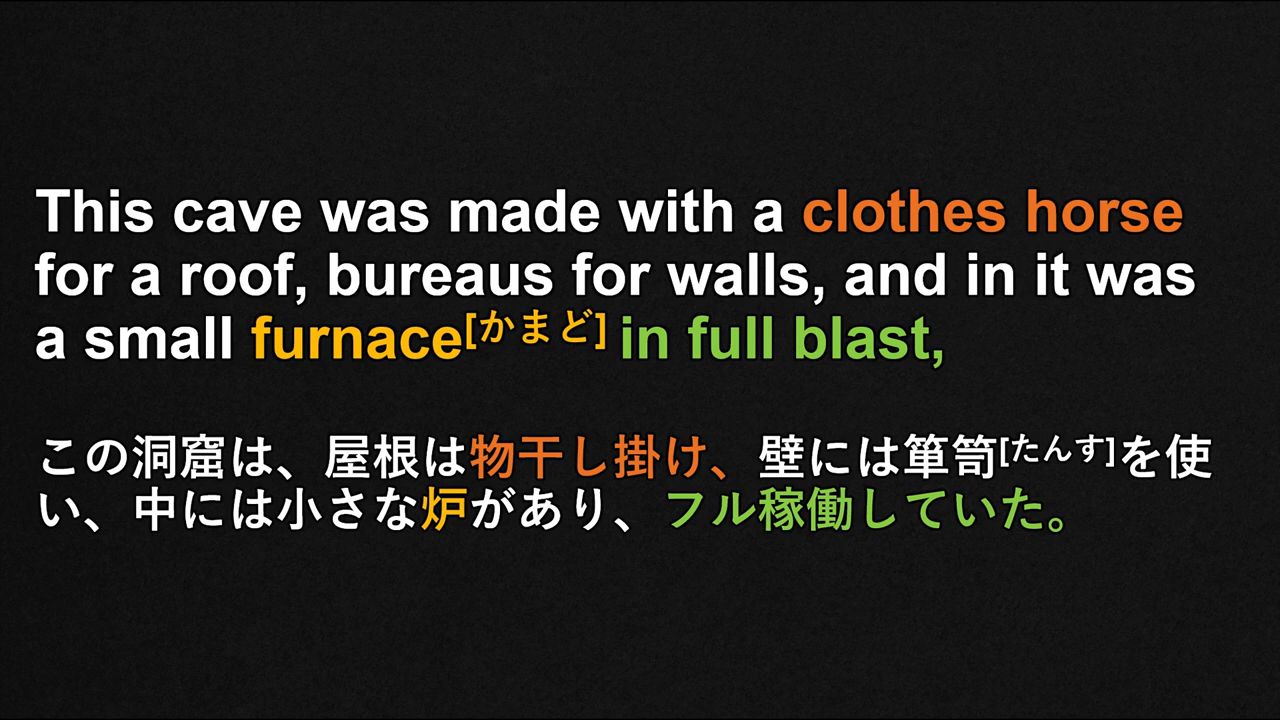 This cave was made with a clothes horse
for a roof, bureaus for walls, and in it was
a small furnace[かまど] in full blast,
この洞窟は、屋根は物干し掛け、壁には箪笥[たんす]を使
い、中には小さな炉があり、フル稼働していた。